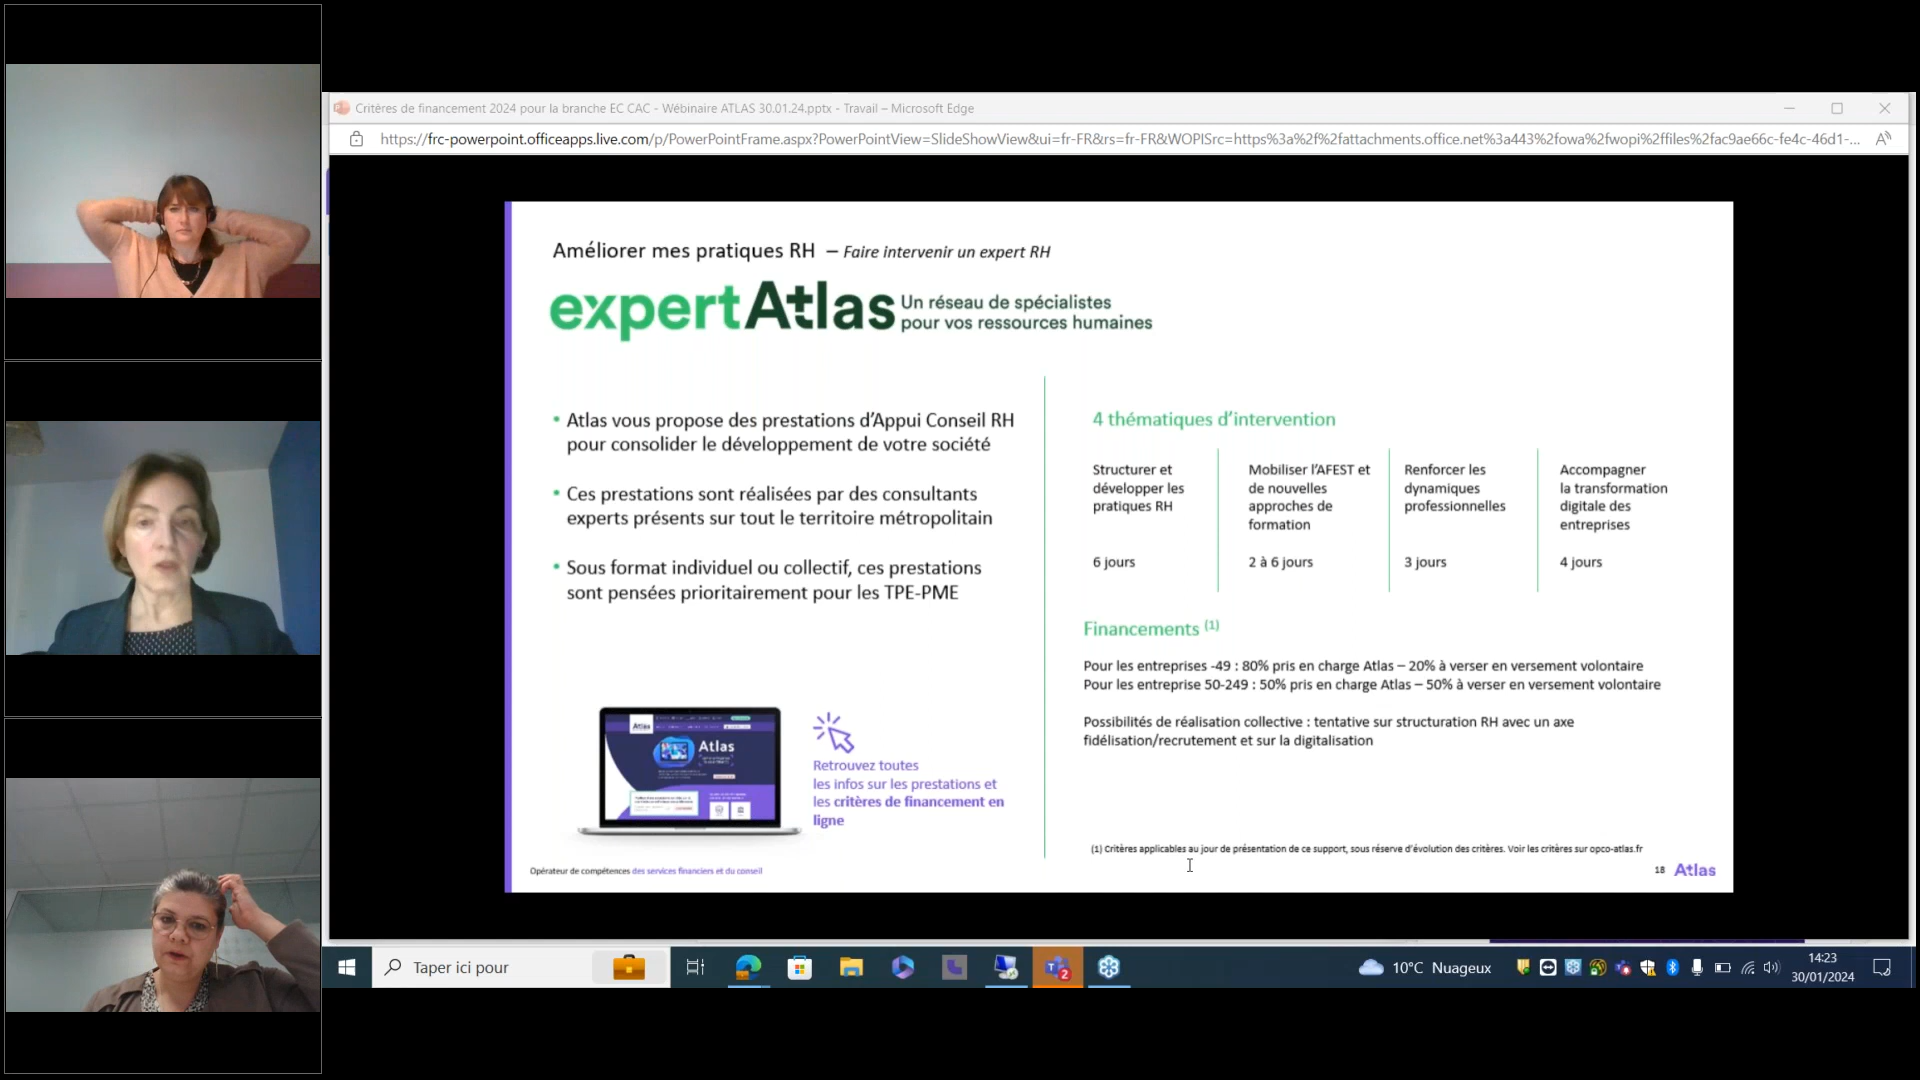 Critères de financement 2024 pour la branche EC CAC - Wébinaire ATLAS 30.01.24.pptx - Travail – Microsoft Edge
https://frc-powerpoint.officeapps.live.com/p/PowerPointFrame.aspx?PowerPointView=SlideShowView&ui=fr-FR&rs=fr-FR&WOPISrc=https%3a%2f%2fattachments.office.net%3a443%2fowa%2fwopi%2ffiles%2fac9ae66c-fe4c-46d1-...
Améliorer mes pratiques RH – Faire intervenir un expert RH
expertAtlas
Un réseau de spécialistes
pour vos ressources humaines
• Atlas vous propose des prestations d'Appui Conseil RH
pour consolider le développement de votre société
• Ces prestations sont réalisées par des consultants
experts présents sur tout le territoire métropolitain
• Sous format individuel ou collectif, ces prestations
sont pensées prioritairement pour les TPE-PME
Atlas
Atlas
Retrouvez toutes
les infos sur les prestations et
les critères de financement en
ligne
4 thématiques d'intervention
Structurer et
développer les
pratiques RH
6 jours
Mobiliser l'AFEST et
de nouvelles
approches de
formation
2 à 6 jours
Renforcer les
dynamiques
professionnelles
3 jours
Accompagner
la transformation
digitale des
entreprises
4 jours
Financements (1)
Pour les entreprises -49 : 80% pris en charge Atlas – 20% à verser en versement volontaire
Pour les entreprise 50-249 : 50% pris en charge Atlas – 50% à verser en versement volontaire
Possibilités de réalisation collective : tentative sur structuration RH avec un axe
fidélisation/recrutement et sur la digitalisation
(1) Critères applicables au jour de présentation de ce support, sous réserve d'évolution des critères. Voir les critères sur opco-atlas.fr
Opérateur de compétences des services financiers et du conseil
18 Atlas
Taper ici pour
2
10°C Nuageux
14:23
30/01/2024